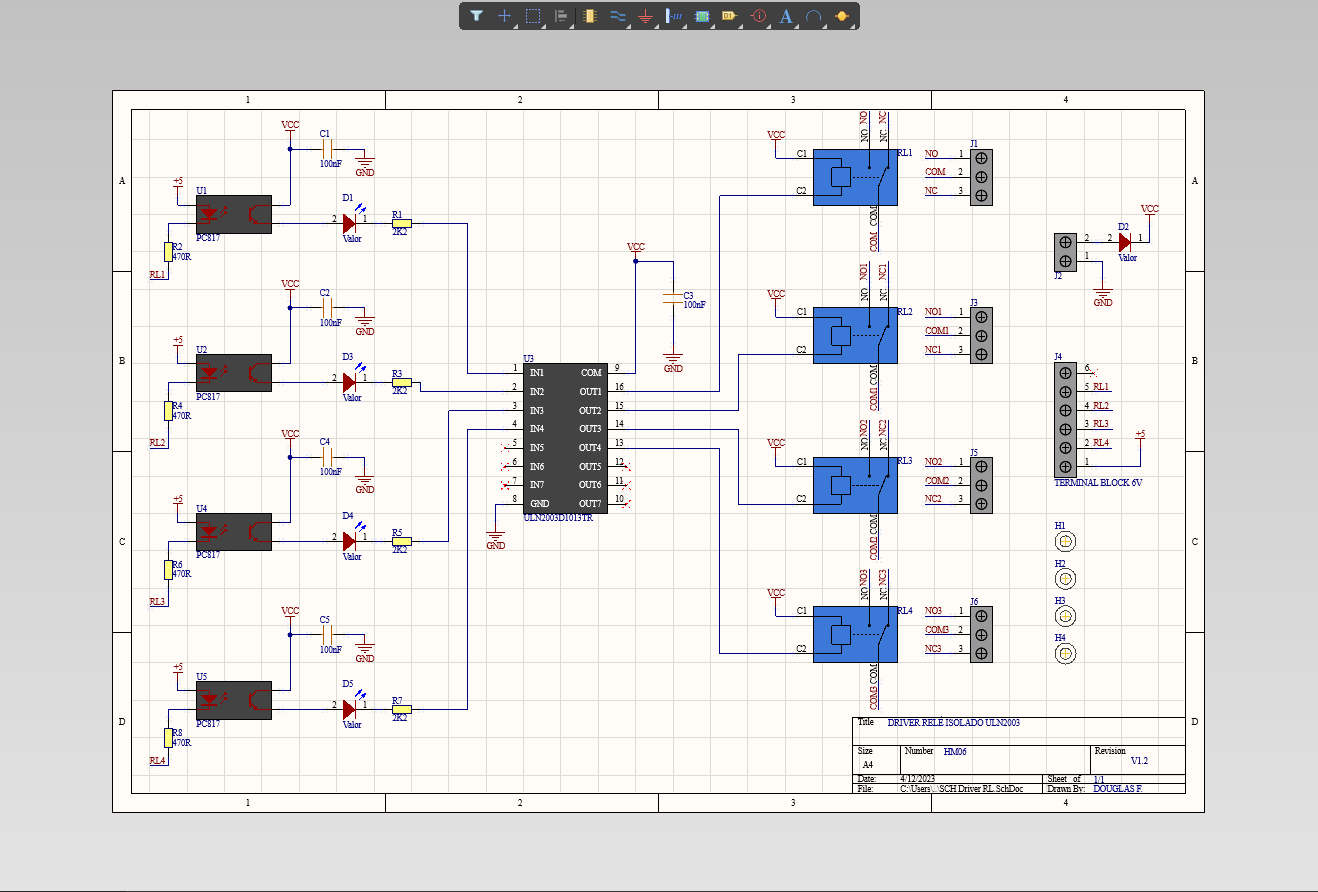 1 2 3 4
A
B
C
D
VCC
C1
100nF
GND
+5
U1
PC817
R2
470R
RL1
D1
2 1
Valor
R1
2K2
VCC
C2
100nF
GND
+5
U2
PC817
R4
470R
RL2
D3
2 1
Valor
R3
2K2
VCC
C4
100nF
GND
+5
U4
PC817
R6
470R
RL3
D4
2 1
Valor
R5
2K2
VCC
C5
100nF
GND
+5
U5
PC817
R8
470R
RL4
D5
2 1
Valor
R7
2K2
VCC
C3
100nF
GND
U3
1 IN1 COM 9
2 IN2 OUT1 16
3 IN3 OUT2 15
4 IN4 OUT3 14
5 IN5 OUT4 13
6 IN6 OUT5 12
7 IN7 OUT6 11
8 GND OUT7 10
ULN2003D1013TR
GND
VCC
C1
C2
NO NC
NO NC
RL1
COM
COM
J1
NO 1
COM 2
NC 3
VCC
C1
C2
NO1 NC1
NO NC
RL2
COM
COM1
J3
NO1 1
COM1 2
NC1 3
VCC
C1
C2
NO2 NC2
NO NC
RL3
COM
COM2
J5
NO2 1
COM2 2
NC2 3
VCC
C1
C2
NO3 NC3
NO NC
RL4
COM
COM3
J6
NO3 1
COM3 2
NC3 3
VCC
D2
2 2 1
Valor
1
J2
GND
J4
6
5 RL1
4 RL2
3 RL3
2 RL4
1
+5
TERMINAL BLOCK 6V
H1
H2
H3
H4
A
B
C
D
Title DRIVER RELE ISOLADO ULN2003
Size Number HM06 Revision
A4 V1.2
Date: 4/12/2023 Sheet of 1/1
File: C:\Users\..\SCH Driver RL.SchDoc Drawn By: DOUGLAS F.
1 2 3 4